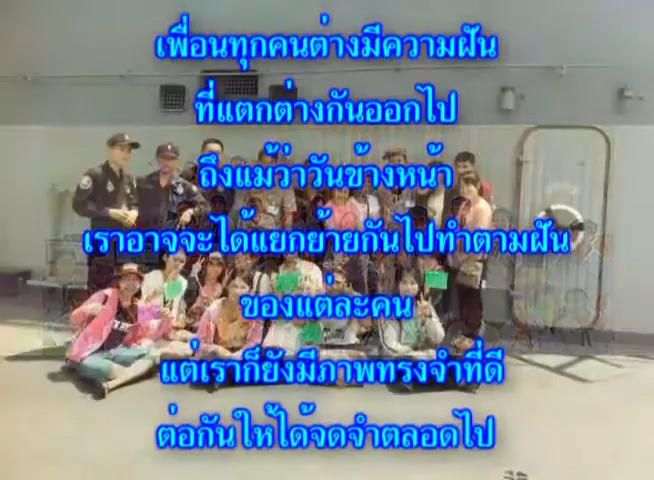 เพื่อนทุกคนต่างมีความฝัน
ที่แตกต่างกันออกไป
ถึงแม้ว่าวันข้างหน้า
เราอาจจะได้แยกย้ายกันไปทำตามฝัน
ของแต่ละคน
แต่เราก็ยังมีภาพทรงจำที่ดี
ต่อกันให้ได้จดจำตลอดไป